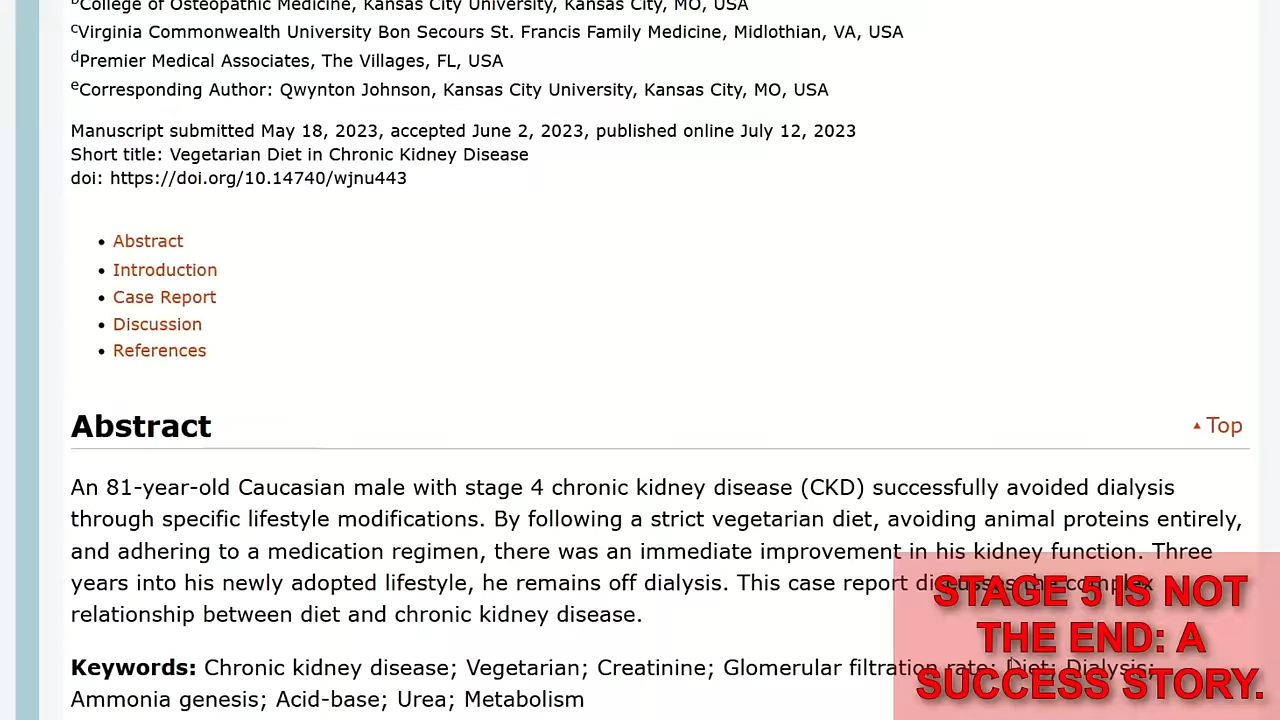 bCollege of Osteopathic Medicine, Kansas City University, Kansas City, MO, USA
cVirginia Commonwealth University Bon Secours St. Francis Family Medicine, Midlothian, VA, USA
dPremier Medical Associates, The Villages, FL, USA
eCorresponding Author: Qwynton Johnson, Kansas City University, Kansas City, MO, USA
Manuscript submitted May 18, 2023, accepted June 2, 2023, published online July 12, 2023
Short title: Vegetarian Diet in Chronic Kidney Disease
doi: https://doi.org/10.14740/wjnu443
• Abstract
• Introduction
• Case Report
• Discussion
• References
Abstract
▲ Top
An 81-year-old Caucasian male with stage 4 chronic kidney disease (CKD) successfully avoided dialysis
through specific lifestyle modifications. By following a strict vegetarian diet, avoiding animal proteins entirely,
and adhering to a medication regimen, there was an immediate improvement in his kidney function. Three
years into his newly adopted lifestyle, he remains off dialysis. This case report discusses the complex
relationship between diet and chronic kidney disease.
Keywords: Chronic kidney disease; Vegetarian; Creatinine; Glomerular filtration rate; Diet; Dialysis;
Ammonia genesis; Acid-base; Urea; Metabolism
STAGE 5 IS NOT
THE END: A
SUCCESS STORY.